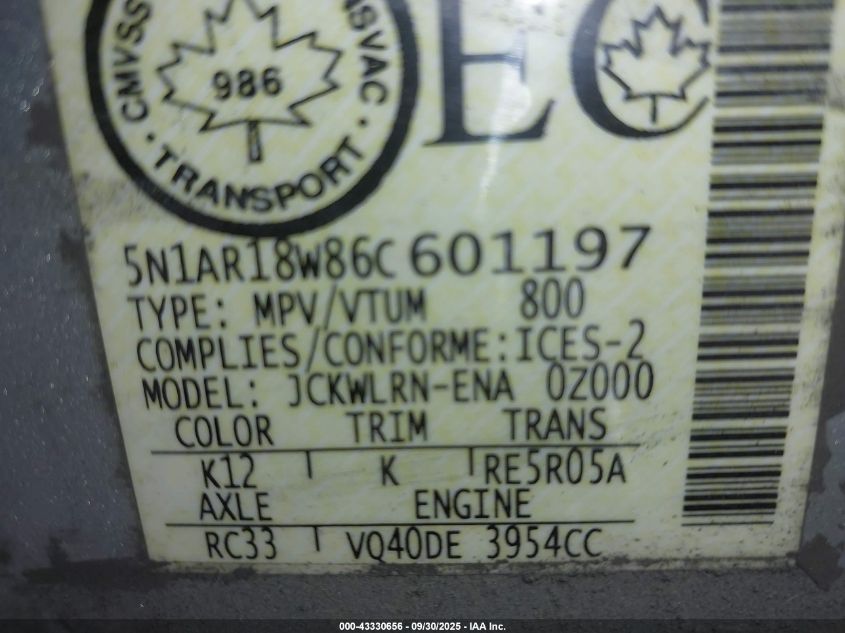 CMVSS NSVAC
986
· TRANSPORT ·
EC
5N1AR18W86C601197
TYPE: MPV/VTUM 800
COMPLIES/CONFORME:ICES-2
MODEL: JCKWLRN-ENA 0Z000
COLOR TRIM TRANS
K12 K RE5R05A
AXLE ENGINE
RC33 VQ40DE 3954CC
000-43330656 - 09/30/2025 - IAA Inc.